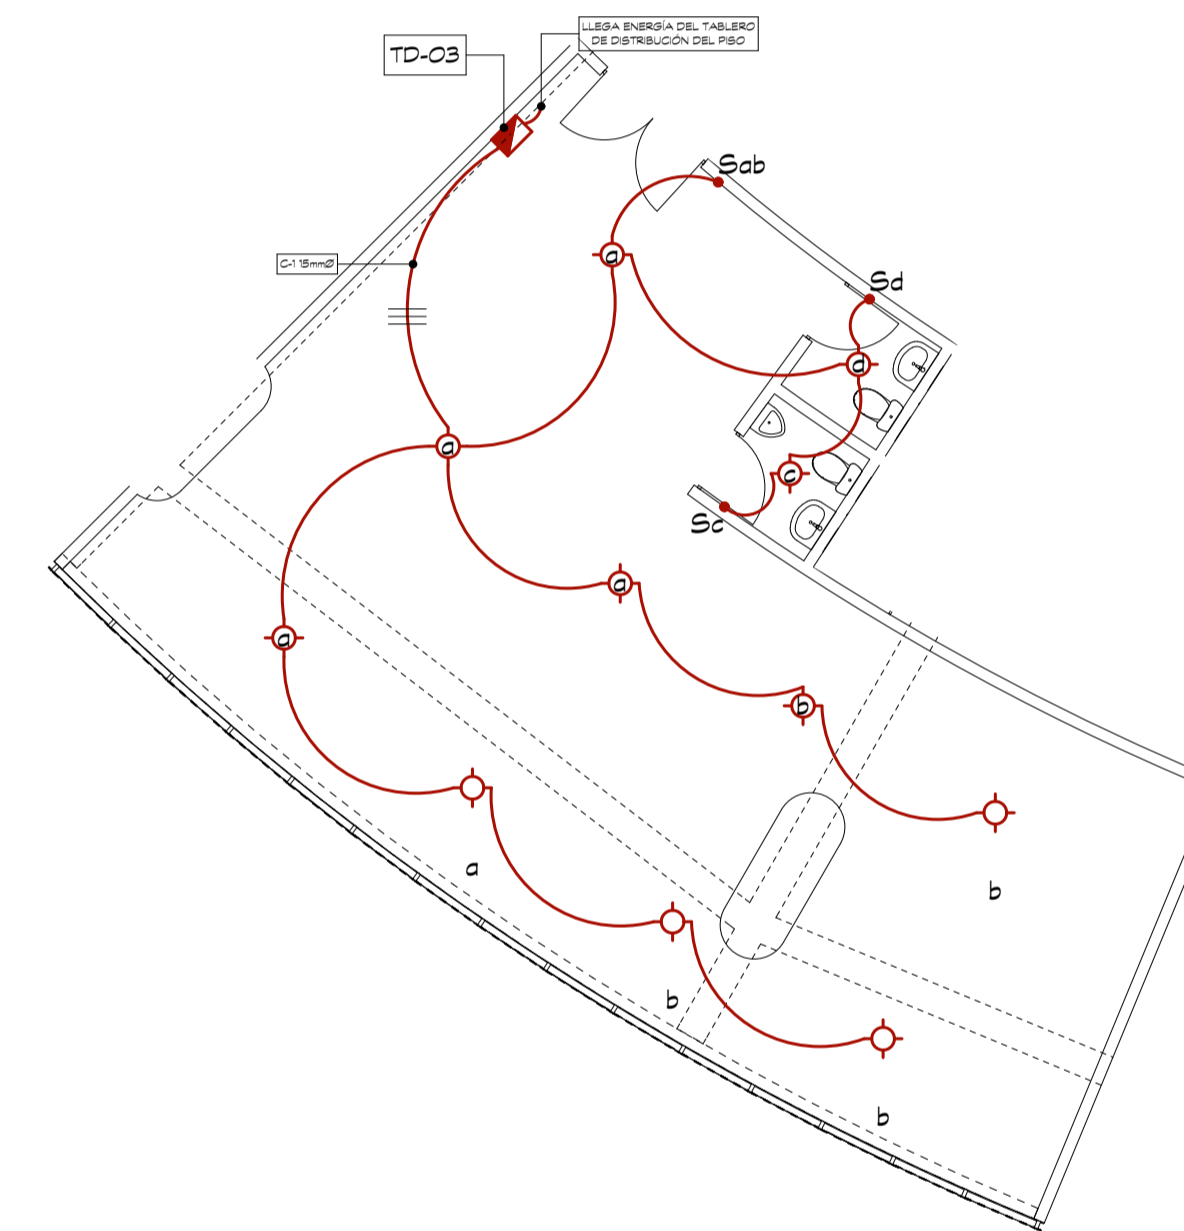 LLEGA ENERGÍA DEL TABLERO
DE DISTRIBUCIÓN DEL PISO
TD-03
Sab
a
C-1 15mmØ
Sd
d
a
c
Sc
a
a
b
a
b
b
b